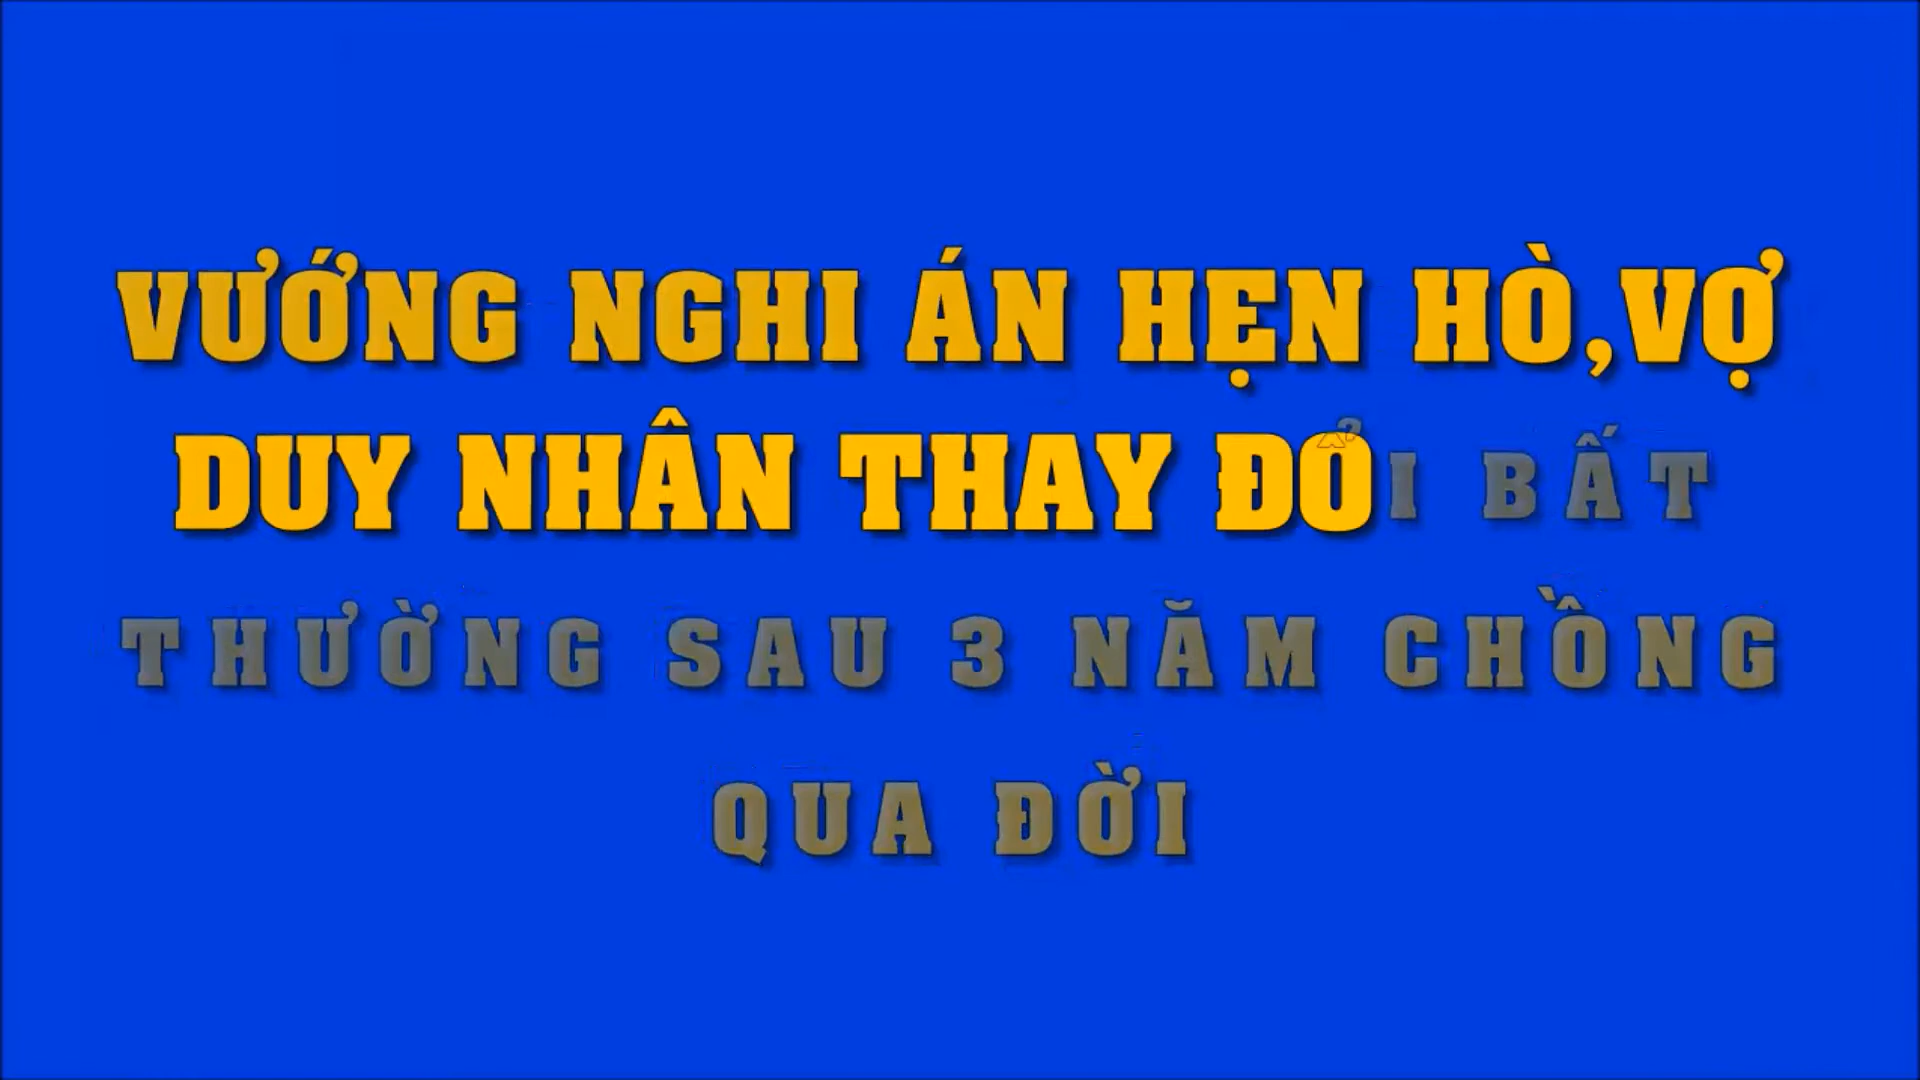 VƯỚNG NGHI ÁN HẸN HÒ,VỢ
DUY NHÂN THAY ĐỔI BẤT
THƯỜNG SAU 3 NĂM CHỒNG
QUA ĐỜI